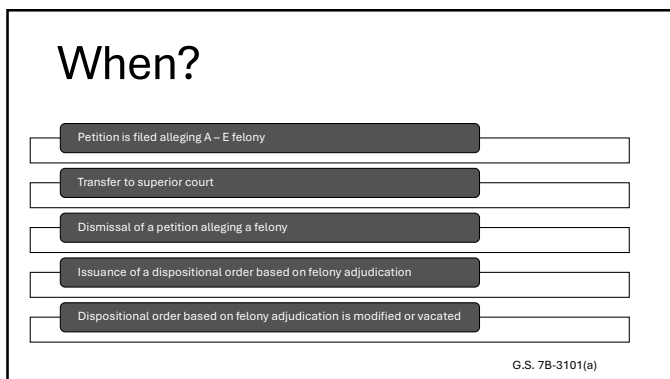 When?
Petition is filed alleging A – E felony
Transfer to superior court
Dismissal of a petition alleging a felony
Issuance of a dispositional order based on felony adjudication
Dispositional order based on felony adjudication is modified or vacated
G.S. 7B-3101(a)